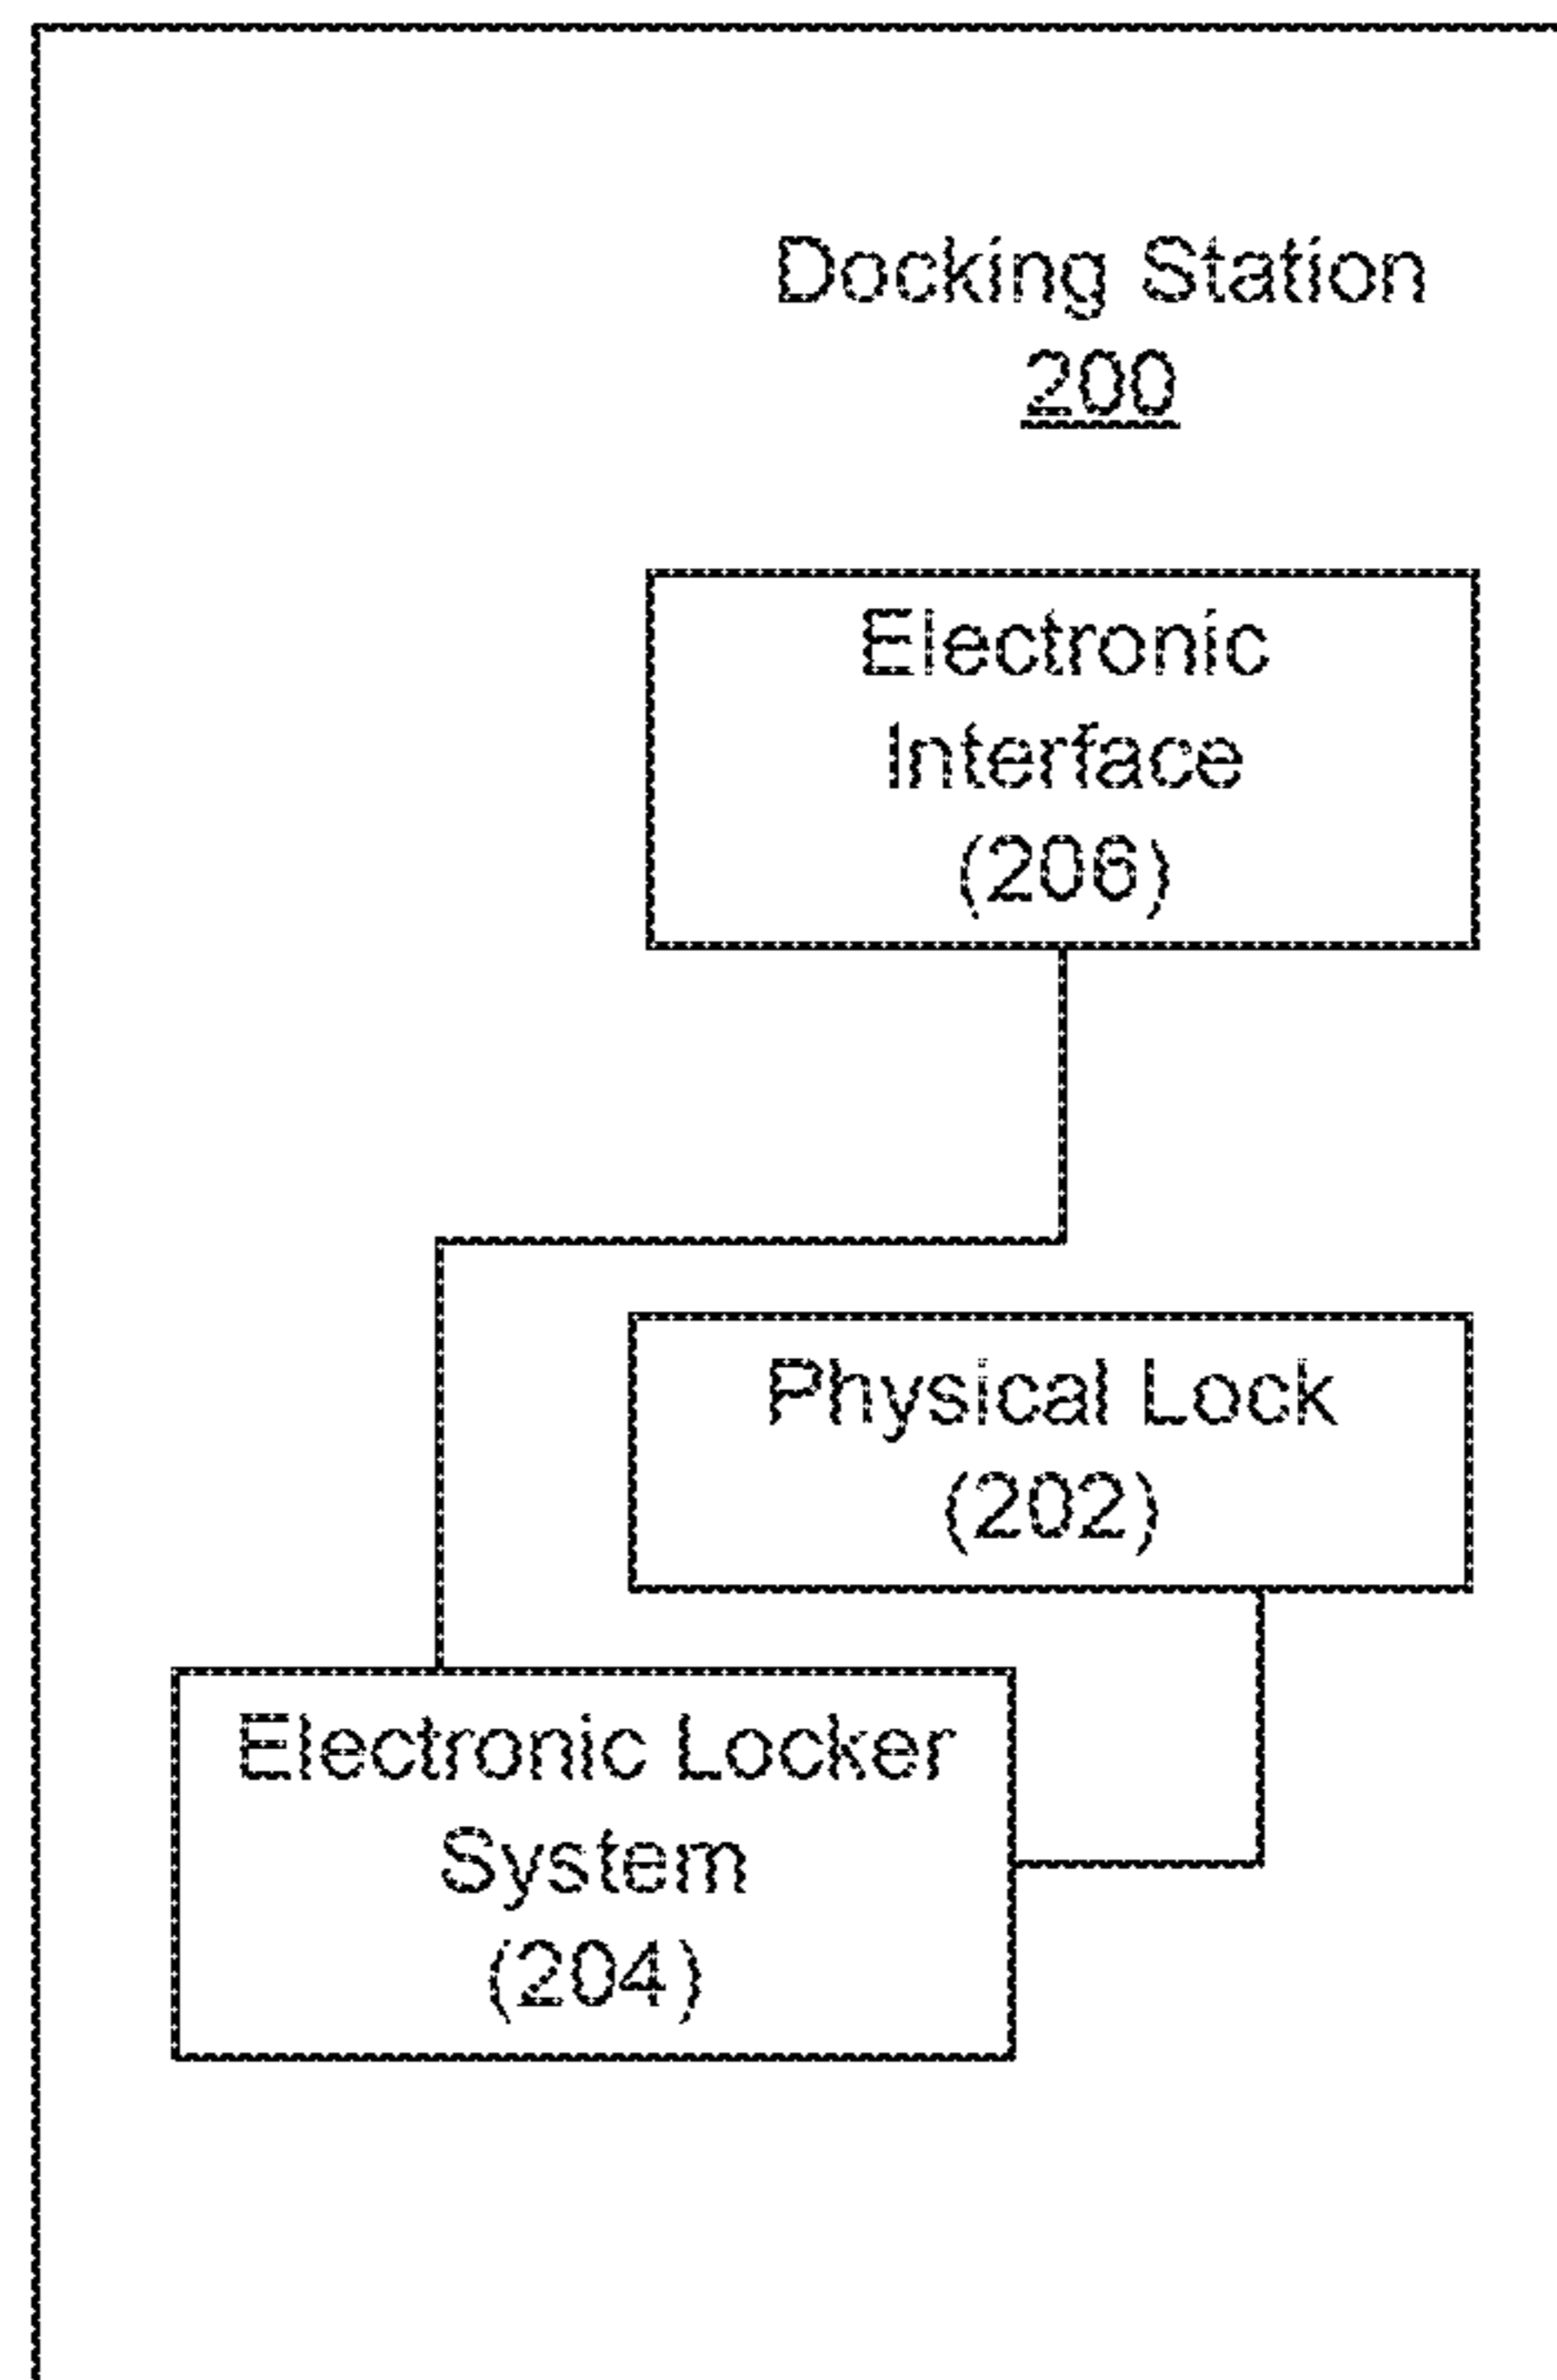 Docking Station
200
Electronic
Interface
(206)
Physical Lock
(202)
Electronic Locker
System
(204)